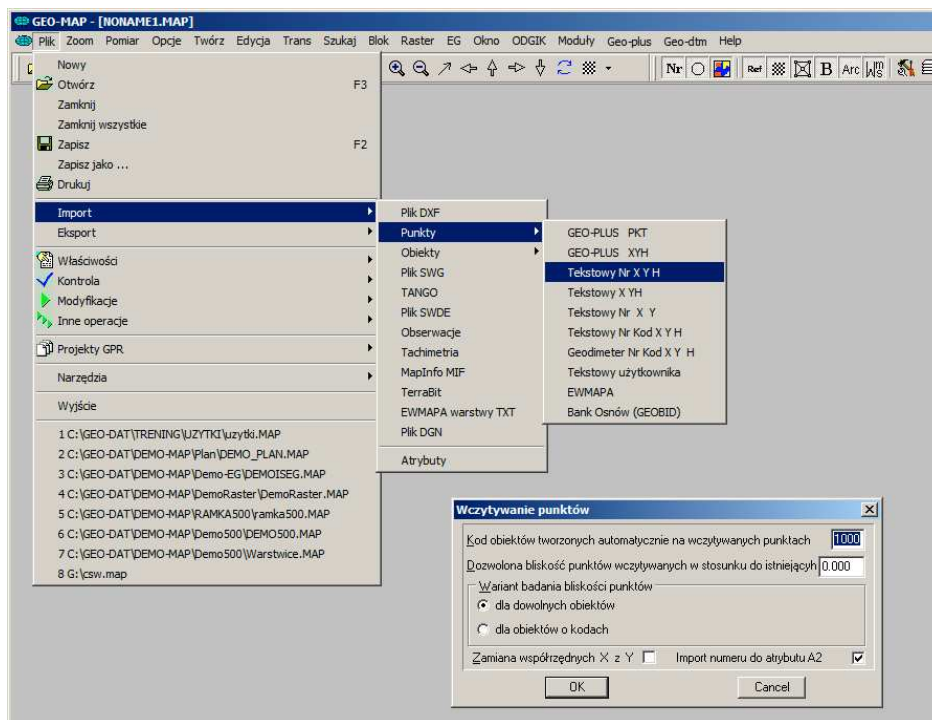 GEO-MAP - [NONAME1.MAP]
Plik Zoom Pomiar Opcje Twórz Edycja Trans Szukaj Blok Raster EG Okno ODGIK Moduły Geo-plus Geo-dtm Help
Nr Ref B Arc
Nowy
Otwórz F3
Zamknij
Zamknij wszystkie
Zapisz F2
Zapisz jako ...
Drukuj
Import
Eksport
Właściwości
Kontrola
Modyfikacje
Inne operacje
Projekty GPR
Narzędzia
Wyjście
1 C:\GEO-DAT\TRENING\UZYTKI\uzytki.MAP
2 C:\GEO-DAT\DEMO-MAP\Plan\DEMO_PLAN.MAP
3 C:\GEO-DAT\DEMO-MAP\Demo-EG\DEMOISEG.MAP
4 C:\GEO-DAT\DEMO-MAP\DemoRaster\DemoRaster.MAP
5 C:\GEO-DAT\DEMO-MAP\RAMKA500\ramka500.MAP
6 C:\GEO-DAT\DEMO-MAP\Demo500\DEMO500.MAP
7 C:\GEO-DAT\DEMO-MAP\Demo500\Warstwice.MAP
8 G:\csw.map
Plik DXF
Punkty
Obiekty
Plik SWG
TANGO
Plik SWDE
Obserwacje
Tachimetria
MapInfo MIF
TerraBit
EWMAPA warstwy TXT
Plik DGN
Atrybuty
GEO-PLUS PKT
GEO-PLUS XYH
Tekstowy Nr X Y H
Tekstowy X YH
Tekstowy Nr X Y
Tekstowy Nr Kod X Y H
Geodimeter Nr Kod X Y H
Tekstowy użytkownika
EWMAPA
Bank Osnów (GEOBID)
Wczytywanie punktów
Kod obiektów tworzonych automatycznie na wczytywanych punktach 1000
Dozwolona bliskość punktów wczytywanych w stosunku do istniejącyh 0.000
Wariant badania bliskości punktów
dla dowolnych obiektów
dla obiektów o kodach
Zamiana współrzędnych X z Y Import numeru do atrybutu A2
OK Cancel